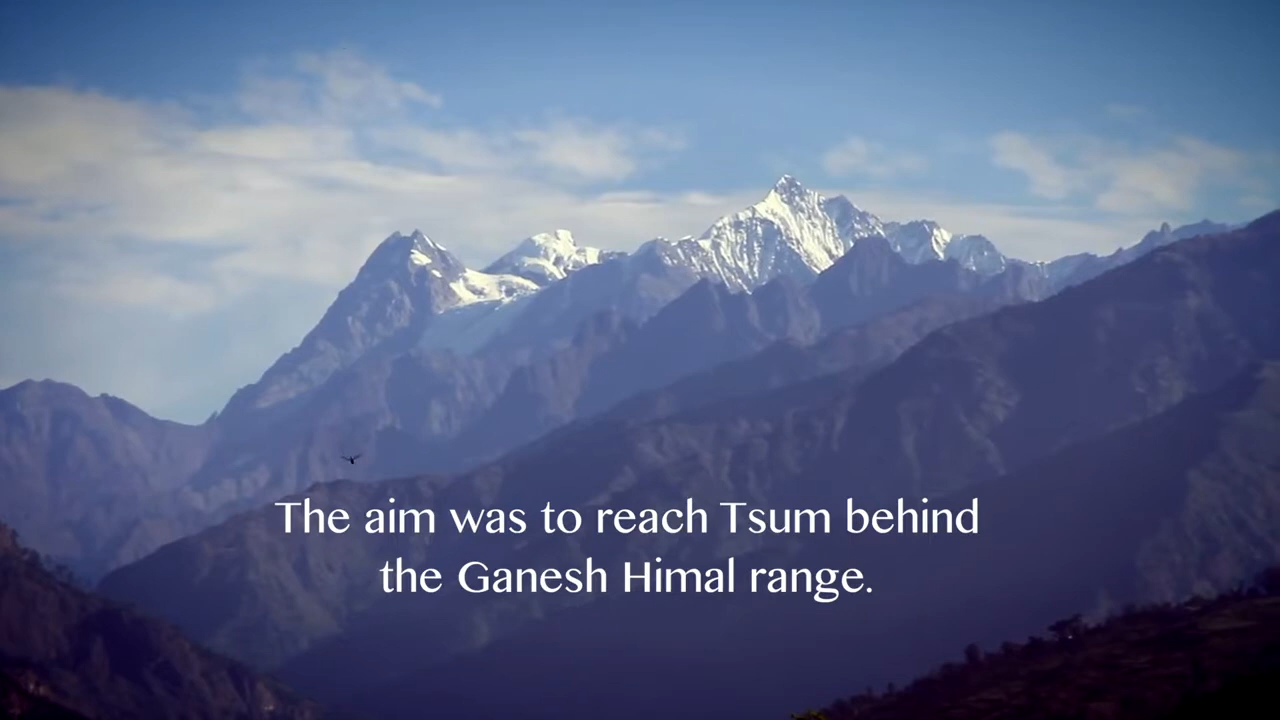 The aim was to reach Tsum behind
the Ganesh Himal range.